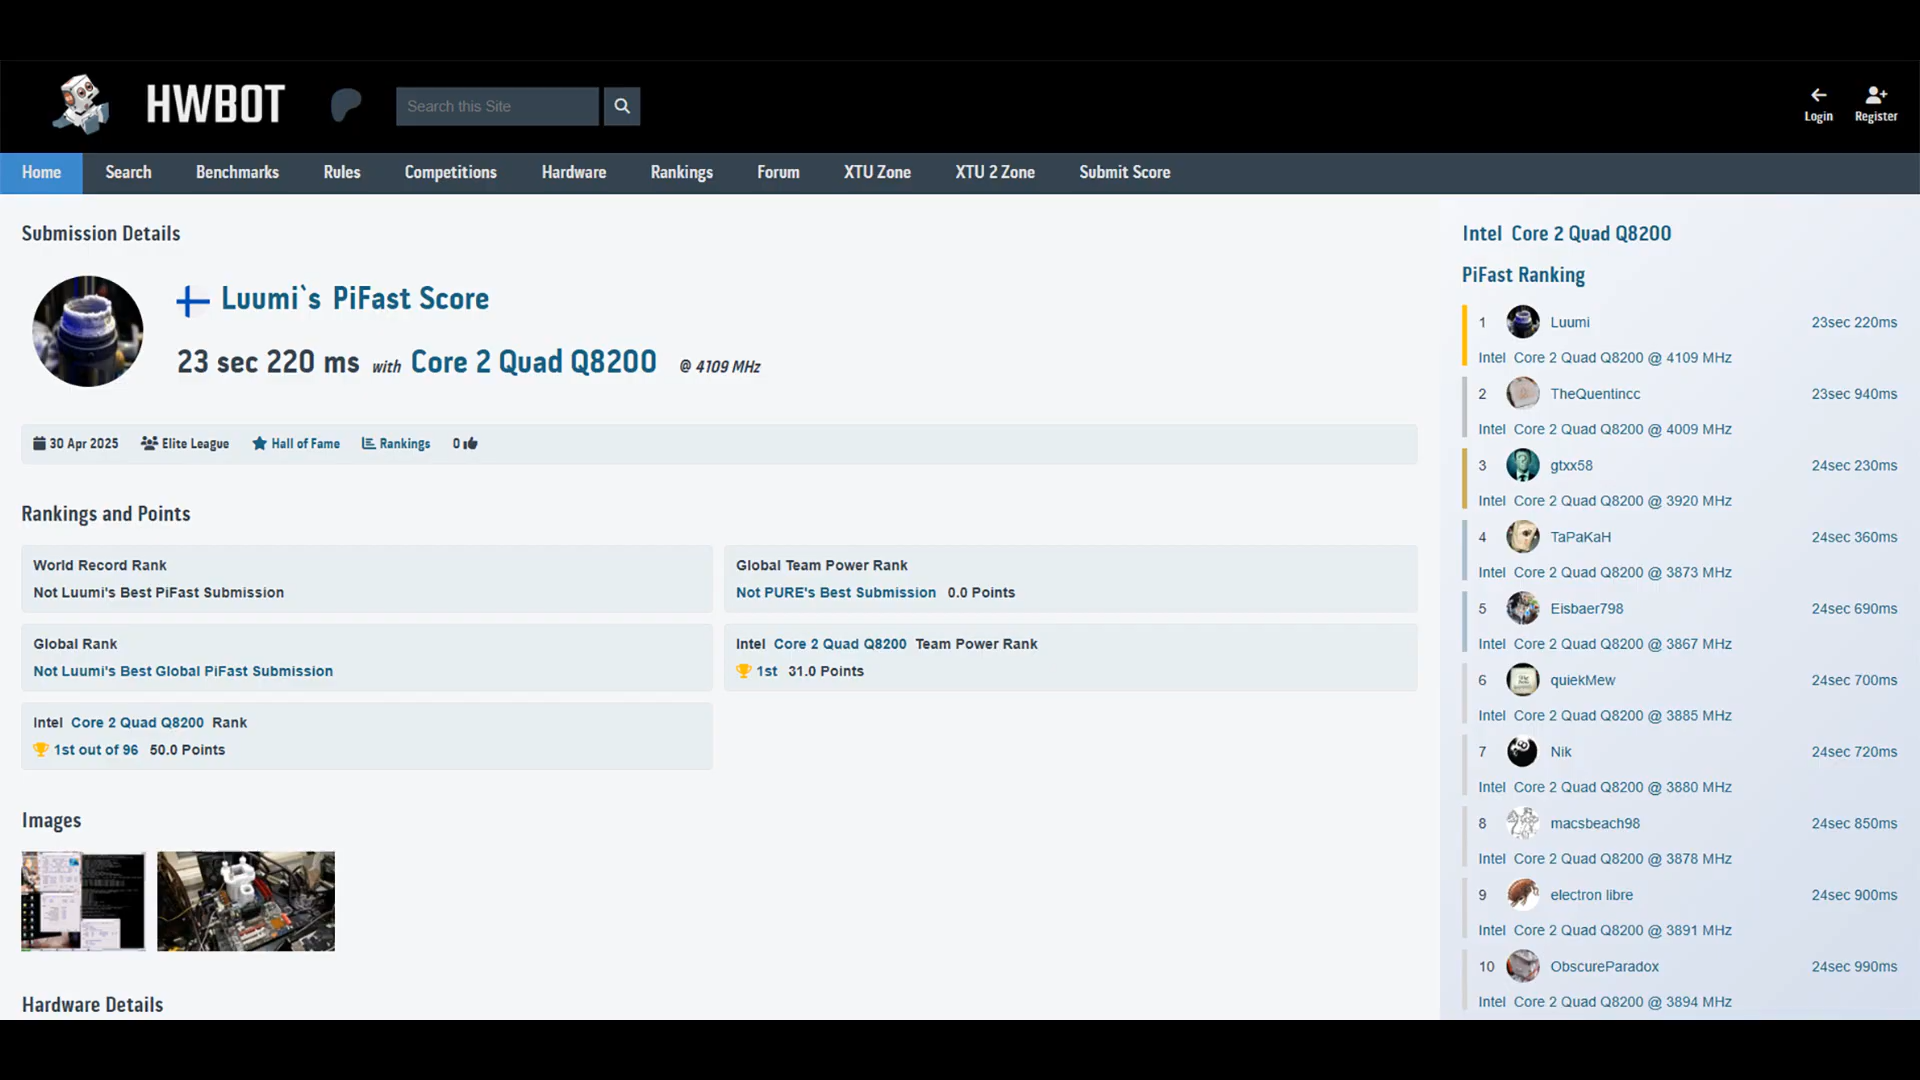 HWBOT
Search this Site
Login
Register
Home Search Benchmarks Rules Competitions Hardware Rankings Forum XTU Zone XTU 2 Zone Submit Score
Submission Details
Luumi`s PiFast Score
23 sec 220 ms with Core 2 Quad Q8200 @ 4109 MHz
30 Apr 2025 Elite League Hall of Fame Rankings 0
Rankings and Points
World Record Rank
Not Luumi's Best PiFast Submission
Global Team Power Rank
Not PURE's Best Submission 0.0 Points
Global Rank
Not Luumi's Best Global PiFast Submission
Intel Core 2 Quad Q8200 Team Power Rank
1st 31.0 Points
Intel Core 2 Quad Q8200 Rank
1st out of 96 50.0 Points
Images
Hardware Details
Intel Core 2 Quad Q8200
PiFast Ranking
1 Luumi 23sec 220ms
Intel Core 2 Quad Q8200 @ 4109 MHz
2 TheQuentincc 23sec 940ms
Intel Core 2 Quad Q8200 @ 4009 MHz
3 gtxx58 24sec 230ms
Intel Core 2 Quad Q8200 @ 3920 MHz
4 TaPaKaH 24sec 360ms
Intel Core 2 Quad Q8200 @ 3873 MHz
5 Eisbaer798 24sec 690ms
Intel Core 2 Quad Q8200 @ 3867 MHz
6 quiekMew 24sec 700ms
Intel Core 2 Quad Q8200 @ 3885 MHz
7 Nik 24sec 720ms
Intel Core 2 Quad Q8200 @ 3880 MHz
8 macsbeach98 24sec 850ms
Intel Core 2 Quad Q8200 @ 3878 MHz
9 electron libre 24sec 900ms
Intel Core 2 Quad Q8200 @ 3891 MHz
10 ObscureParadox 24sec 990ms
Intel Core 2 Quad Q8200 @ 3894 MHz